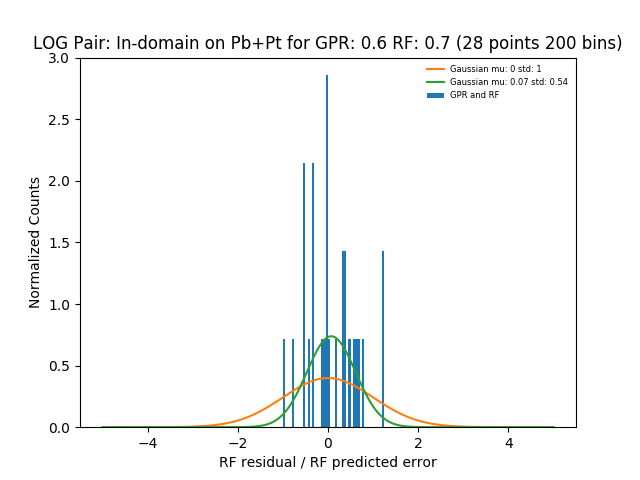 LOG Pair: In-domain on Pb+Pt for GPR: 0.6 RF: 0.7 (28 points 200 bins)
Gaussian mu: 0 std: 1
Gaussian mu: 0.07 std: 0.54
GPR and RF
Normalized Counts
3.0
2.5
2.0
1.5
1.0
0.5
0.0
−4 −2 0 2 4
RF residual / RF predicted error